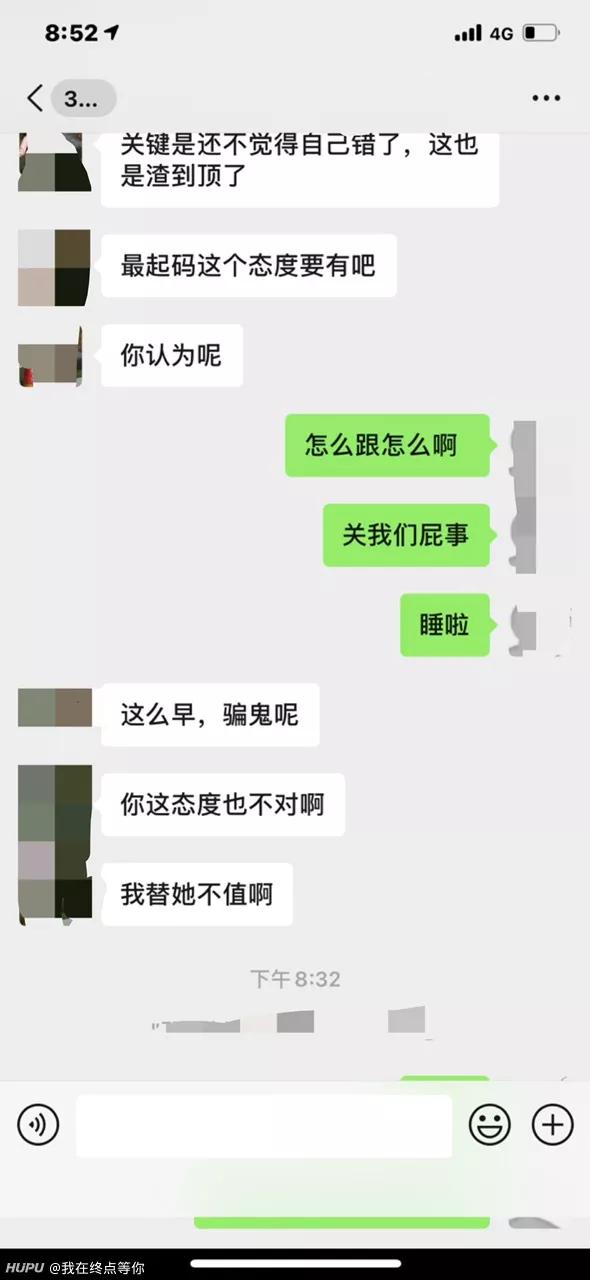 8:52
4G
3...
关键是还不觉得自己错了，这也
是渣到顶了
最起码这个态度要有吧
你认为呢
怎么跟怎么啊
关我们屁事
睡啦
这么早，骗鬼呢
你这态度也不对啊
我替她不值啊
下午8:32
HUPU @我在终点等你